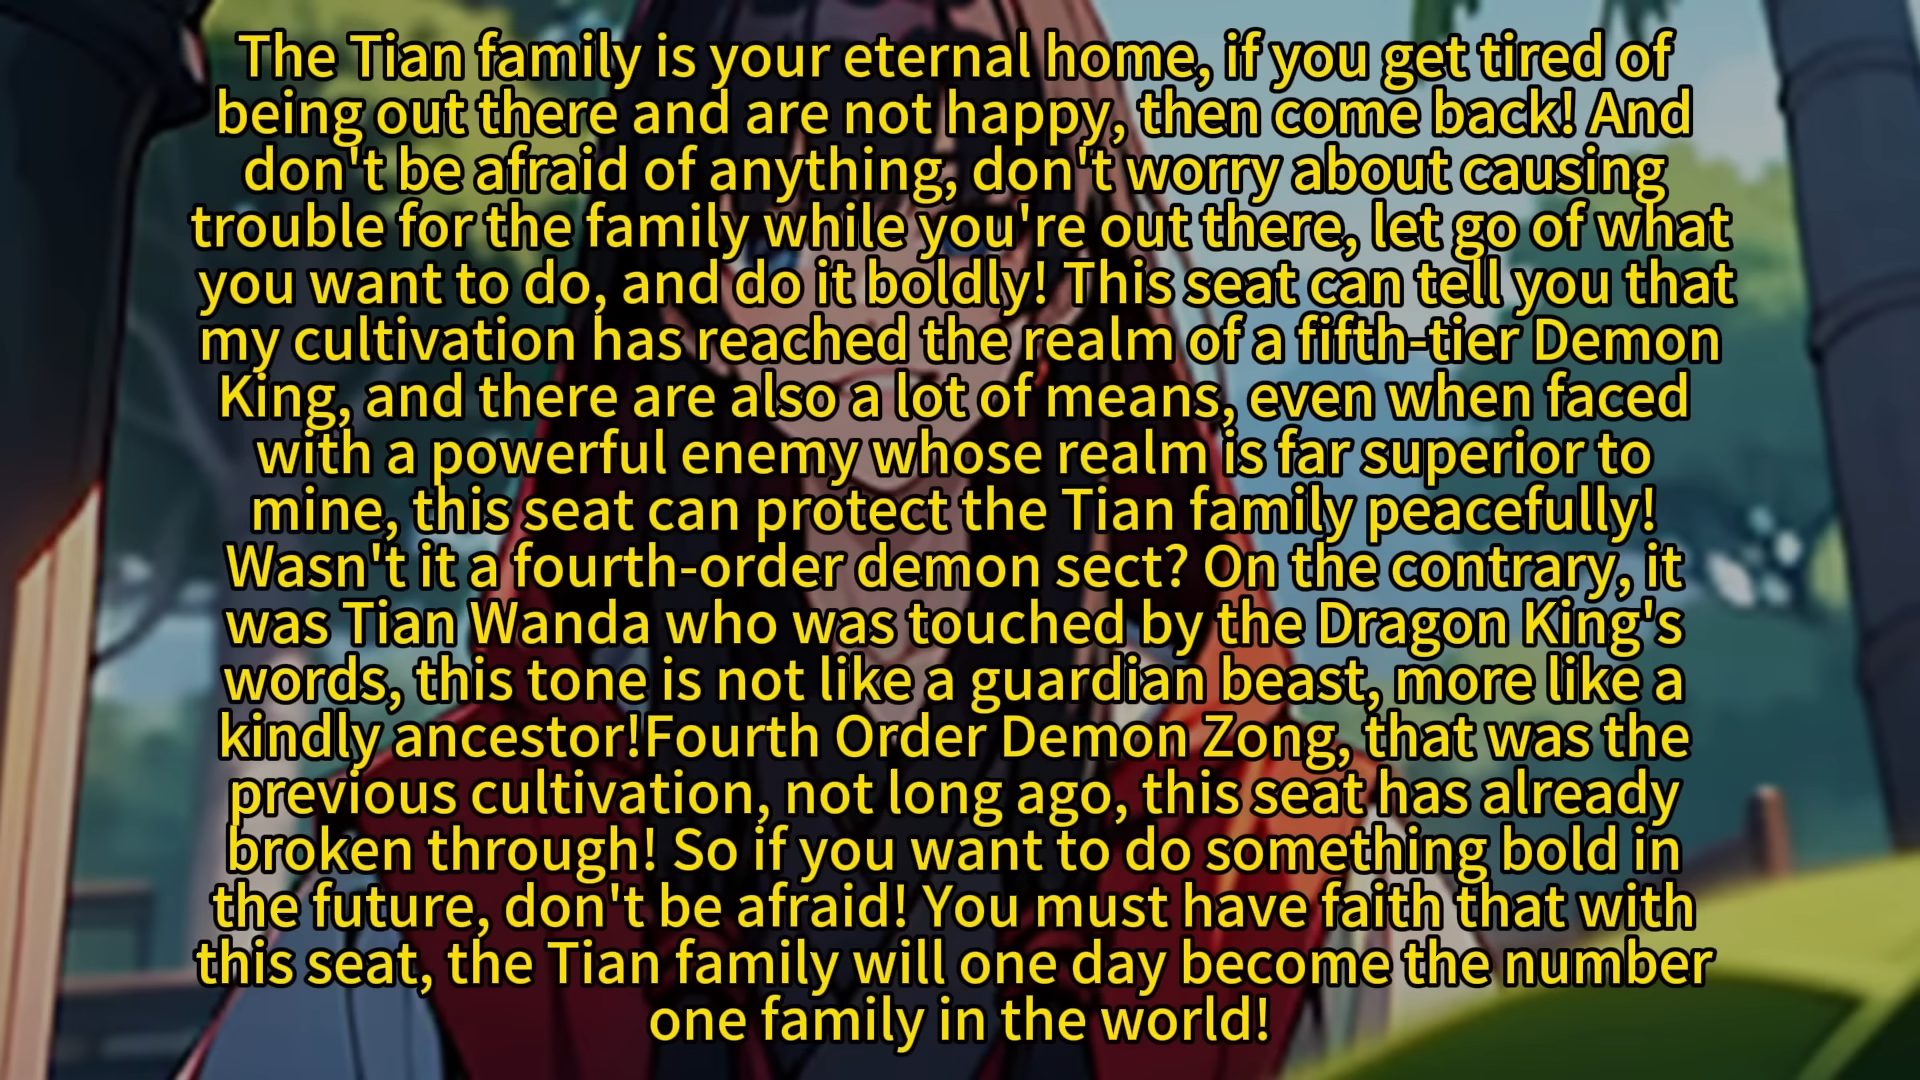 The Tian family is your eternal home, if you get tired of
being out there and are not happy, then come back! And
don't be afraid of anything, don't worry about causing
trouble for the family while you're out there, let go of what
you want to do, and do it boldly! This seat can tell you that
my cultivation has reached the realm of a fifth-tier Demon
King, and there are also a lot of means, even when faced
with a powerful enemy whose realm is far superior to
mine, this seat can protect the Tian family peacefully!
Wasn't it a fourth-order demon sect? On the contrary, it
was Tian Wanda who was touched by the Dragon King's
words, this tone is not like a guardian beast, more like a
kindly ancestor!Fourth Order Demon Zong, that was the
previous cultivation, not long ago, this seat has already
broken through! So if you want to do something bold in
the future, don't be afraid! You must have faith that with
this seat, the Tian family will one day become the number
one family in the world!